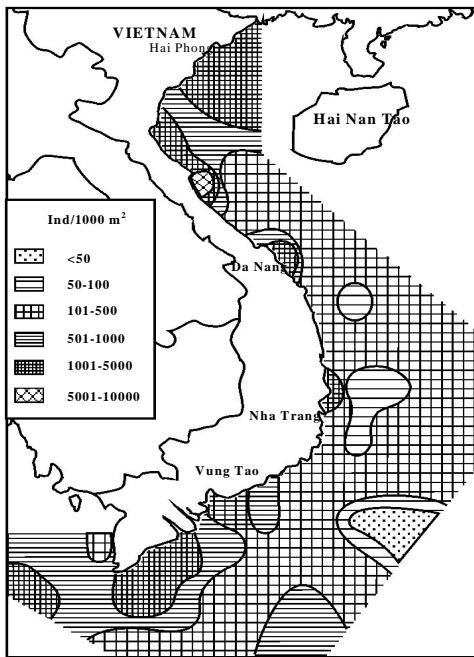 VIETNAM
Hai Phong
Hai Nan Tao
Ind/1000 m²
<50
50-100
101-500
501-1000
1001-5000
5001-10000
Da Nang
Nha Trang
Vung Tao